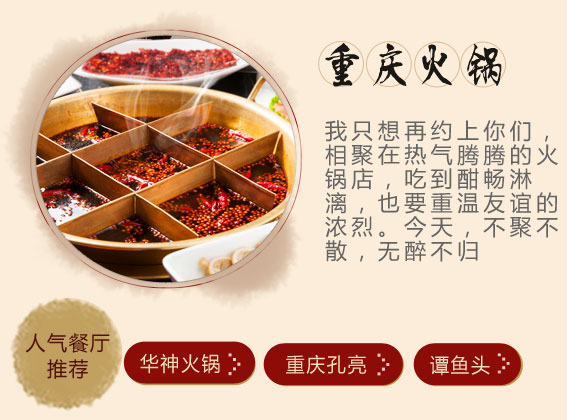 重庆火锅
我只想再约上你们，
相聚在热气腾腾的火
锅店，吃到酣畅淋
漓，也要重温友谊的
浓烈。今天，不聚不
散，无醉不归
人气餐厅
推荐
华神火锅
重庆孔亮
谭鱼头